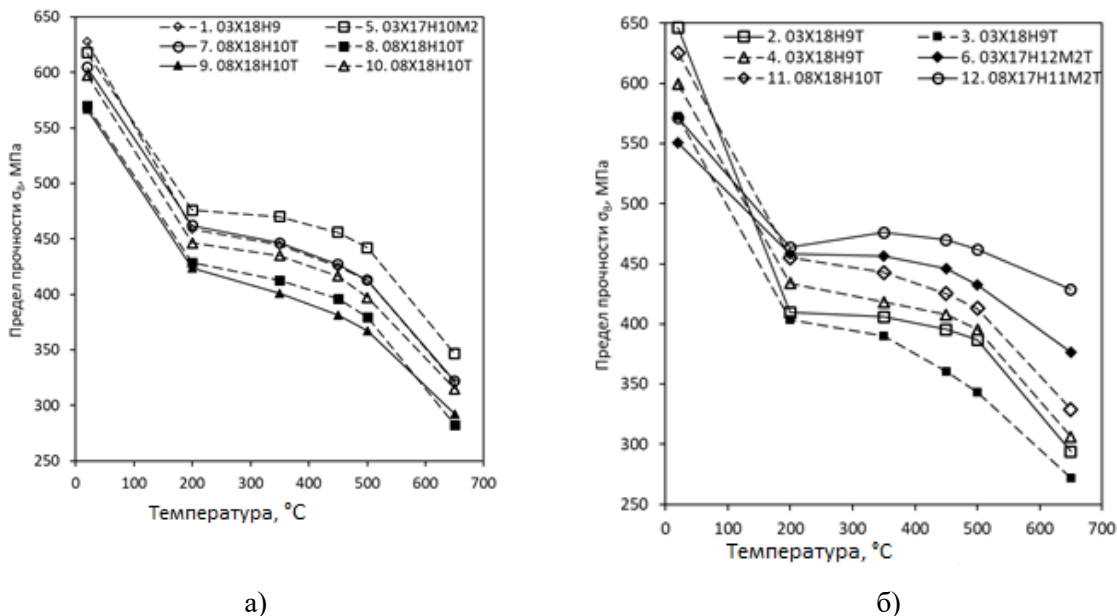 650
600
550
500
450
400
350
300
250
Предел прочности σв, МПа
1. 03Х18Н9
5. 03Х17Н10М2
7. 08Х18Н10Т
8. 08Х18Н10Т
9. 08Х18Н10Т
10. 08Х18Н10Т
0 100 200 300 400 500 600 700
Температура, °С
а)
650
600
550
500
450
400
350
300
250
Предел прочности σв, МПа
2. 03Х18Н9Т
3. 03Х18Н9Т
4. 03Х18Н9Т
6. 03Х17Н12М2Т
11. 08Х18Н10Т
12. 08Х17Н11М2Т
0 100 200 300 400 500 600 700
Температура, °С
б)